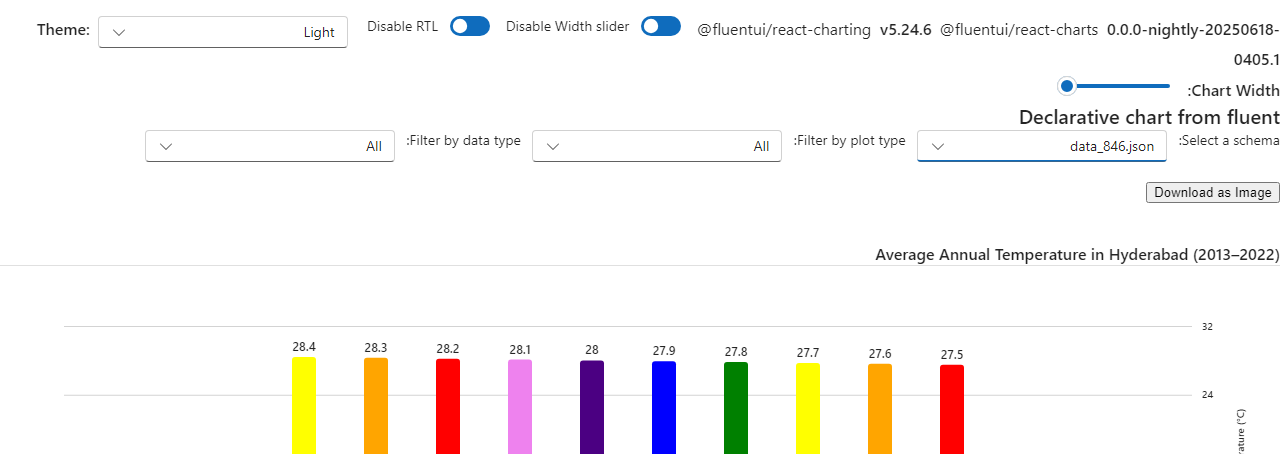 Theme: Light Disable RTL Disable Width slider @fluentui/react-charting v5.24.6 @fluentui/react-charts 0.0.0-nightly-20250618-
0405.1
:Chart Width
Declarative chart from fluent
All :Filter by data type All :Filter by plot type data_846.json :Select a schema
Download as Image
Average Annual Temperature in Hyderabad (2013–2022)
32
28.4 28.3 28.2 28.1 28 27.9 27.8 27.7 27.6 27.5
24
(°C)